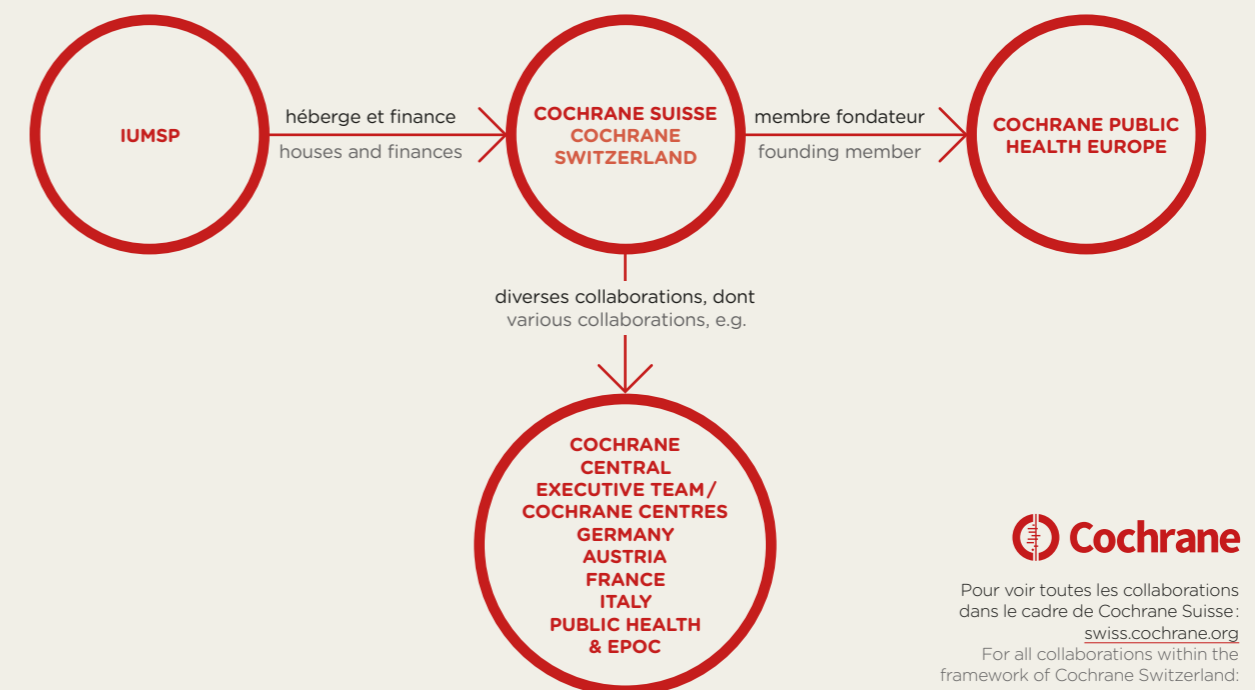 IUMSP
héberge et finance
houses and finances
COCHRANE SUISSE
COCHRANE
SWITZERLAND
membre fondateur
founding member
COCHRANE PUBLIC
HEALTH EUROPE
diverses collaborations, dont
various collaborations, e.g.
COCHRANE
CENTRAL
EXECUTIVE TEAM/
COCHRANE CENTRES
GERMANY
AUSTRIA
FRANCE
ITALY
PUBLIC HEALTH
& EPOC
Cochrane
Pour voir toutes les collaborations
dans le cadre de Cochrane Suisse:
swiss.cochrane.org
For all collaborations within the
framework of Cochrane Switzerland: